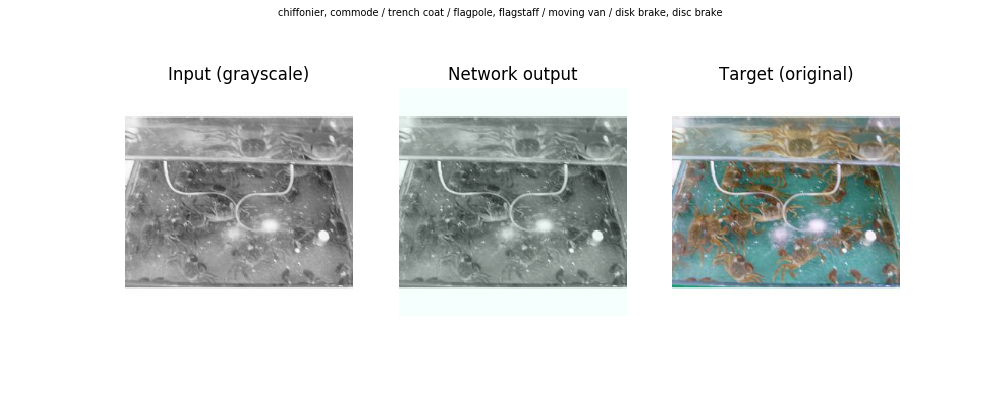 chiffonier, commode / trench coat / flagpole, flagstaff / moving van / disk brake, disc brake
Input (grayscale)
Network output
Target (original)